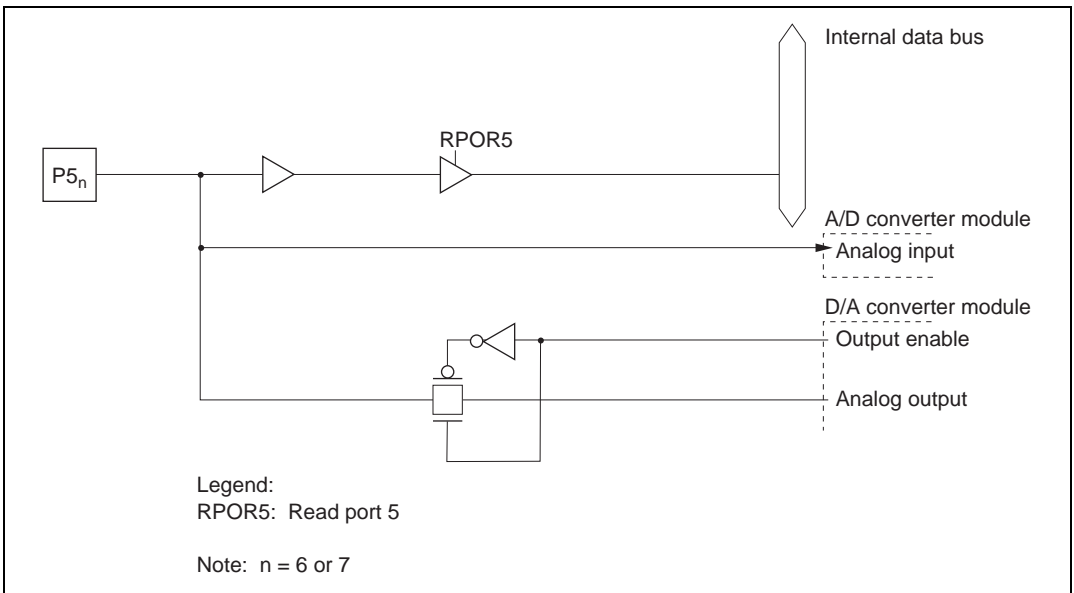 Internal data bus
RPOR5
P5n
A/D converter module
Analog input
D/A converter module
Output enable
Analog output
Legend:
RPOR5: Read port 5
Note: n = 6 or 7